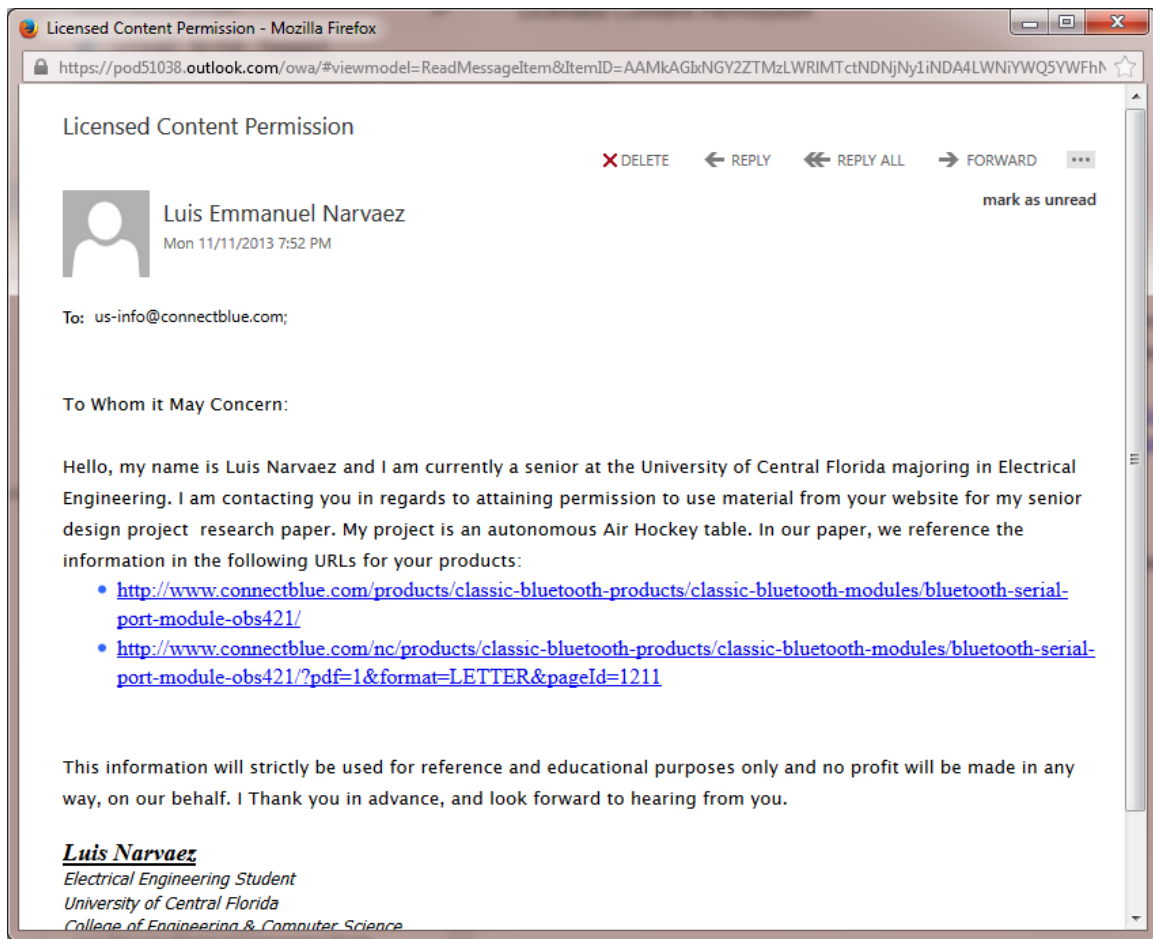 Licensed Content Permission - Mozilla Firefox
https://pod51038.outlook.com/owa/#viewmodel=ReadMessageItem&ItemID=
Licensed Content Permission
DELETE REPLY REPLY ALL FORWARD
mark as unread
Luis Emmanuel Narvaez
Mon 11/11/2013 7:52 PM
To: us-info@connectblue.com;
To Whom it May Concern:
Hello, my name is Luis Narvaez and I am currently a senior at the University of Central Florida majoring in Electrical
Engineering. I am contacting you in regards to attaining permission to use material from your website for my senior
design project research paper. My project is an autonomous Air Hockey table. In our paper, we reference the
information in the following URLs for your products:
http://www.connectblue.com/products/classic-bluetooth-products/classic-bluetooth-modules/bluetooth-serial-
port-module-obs421/
http://www.connectblue.com/nc/products/classic-bluetooth-products/classic-bluetooth-modules/bluetooth-serial-
port-module-obs421/?pdf=1&format=LETTER&pageId=1211
This information will strictly be used for reference and educational purposes only and no profit will be made in any
way, on our behalf. I Thank you in advance, and look forward to hearing from you.
Luis Narvaez
Electrical Engineering Student
University of Central Florida
College of Engineering & Computer Science